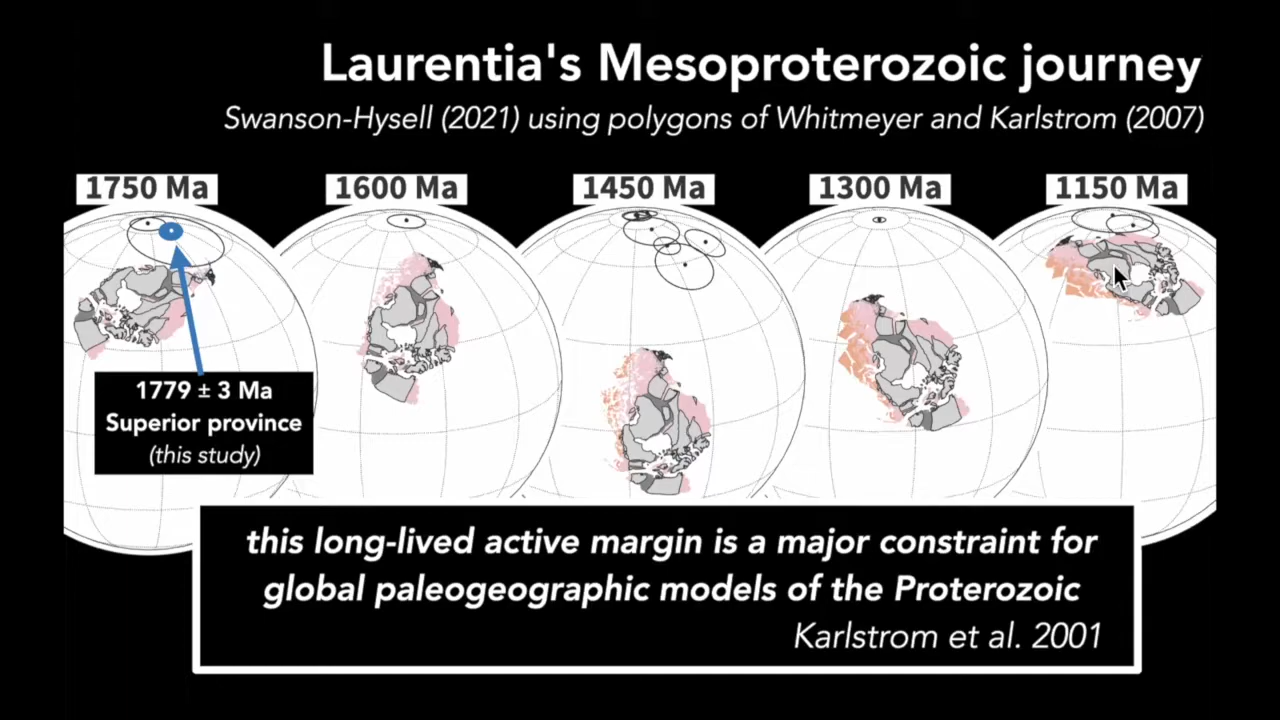 Laurentia's Mesoproterozoic journey
Swanson-Hysell (2021) using polygons of Whitmeyer and Karlstrom (2007)
1750 Ma
1600 Ma
1450 Ma
1300 Ma
1150 Ma
1779 ± 3 Ma
Superior province
(this study)
this long-lived active margin is a major constraint for
global paleogeographic models of the Proterozoic
Karlstrom et al. 2001